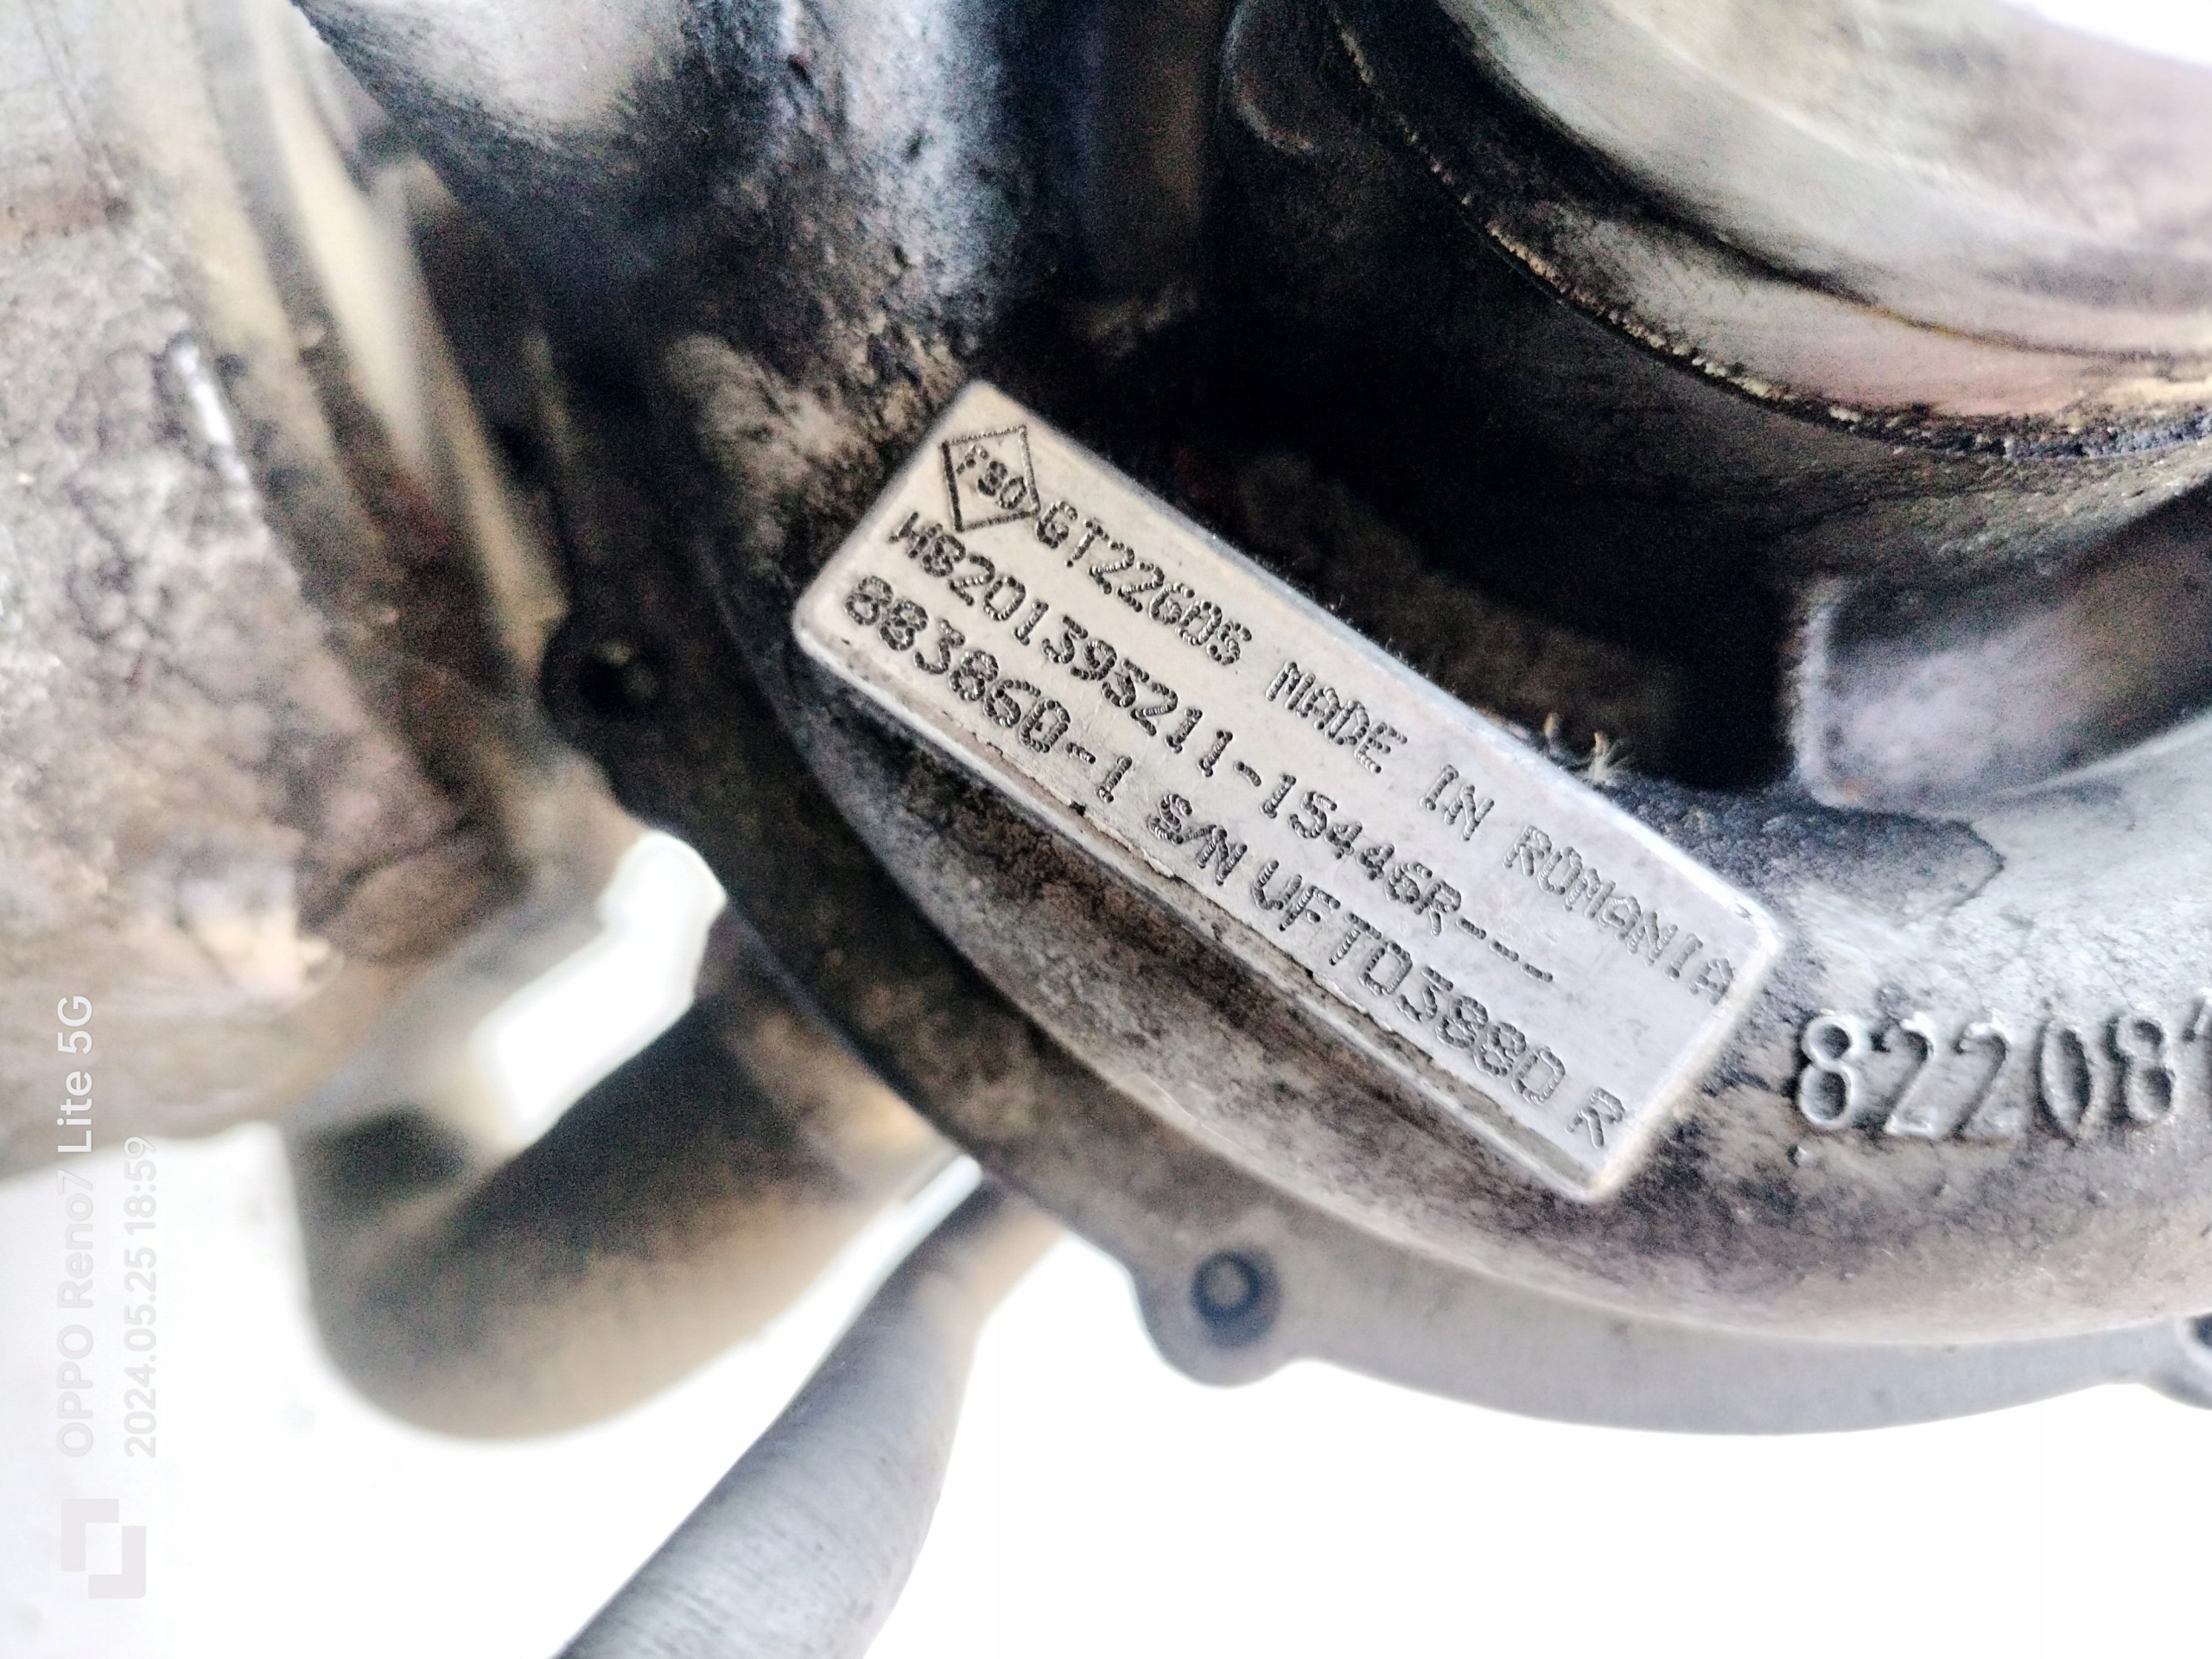 F90 GT2260S MADE IN ROMANIA
H8201395211-15446R---
883860-1 S/N UFT03880 R
82208
OPPO Reno7 Lite 5G
2024.05.25 18:59